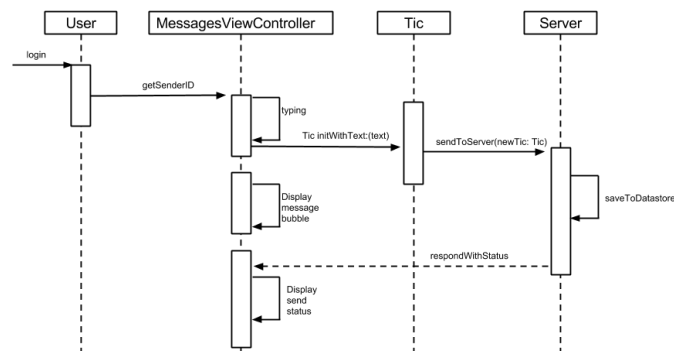 User
MessagesViewController
Tic
Server
login
getSenderID
typing
Tic initWithText:(text)
sendToServer(newTic: Tic)
Display
message
bubble
saveToDatastore
respondWithStatus
Display
send
status